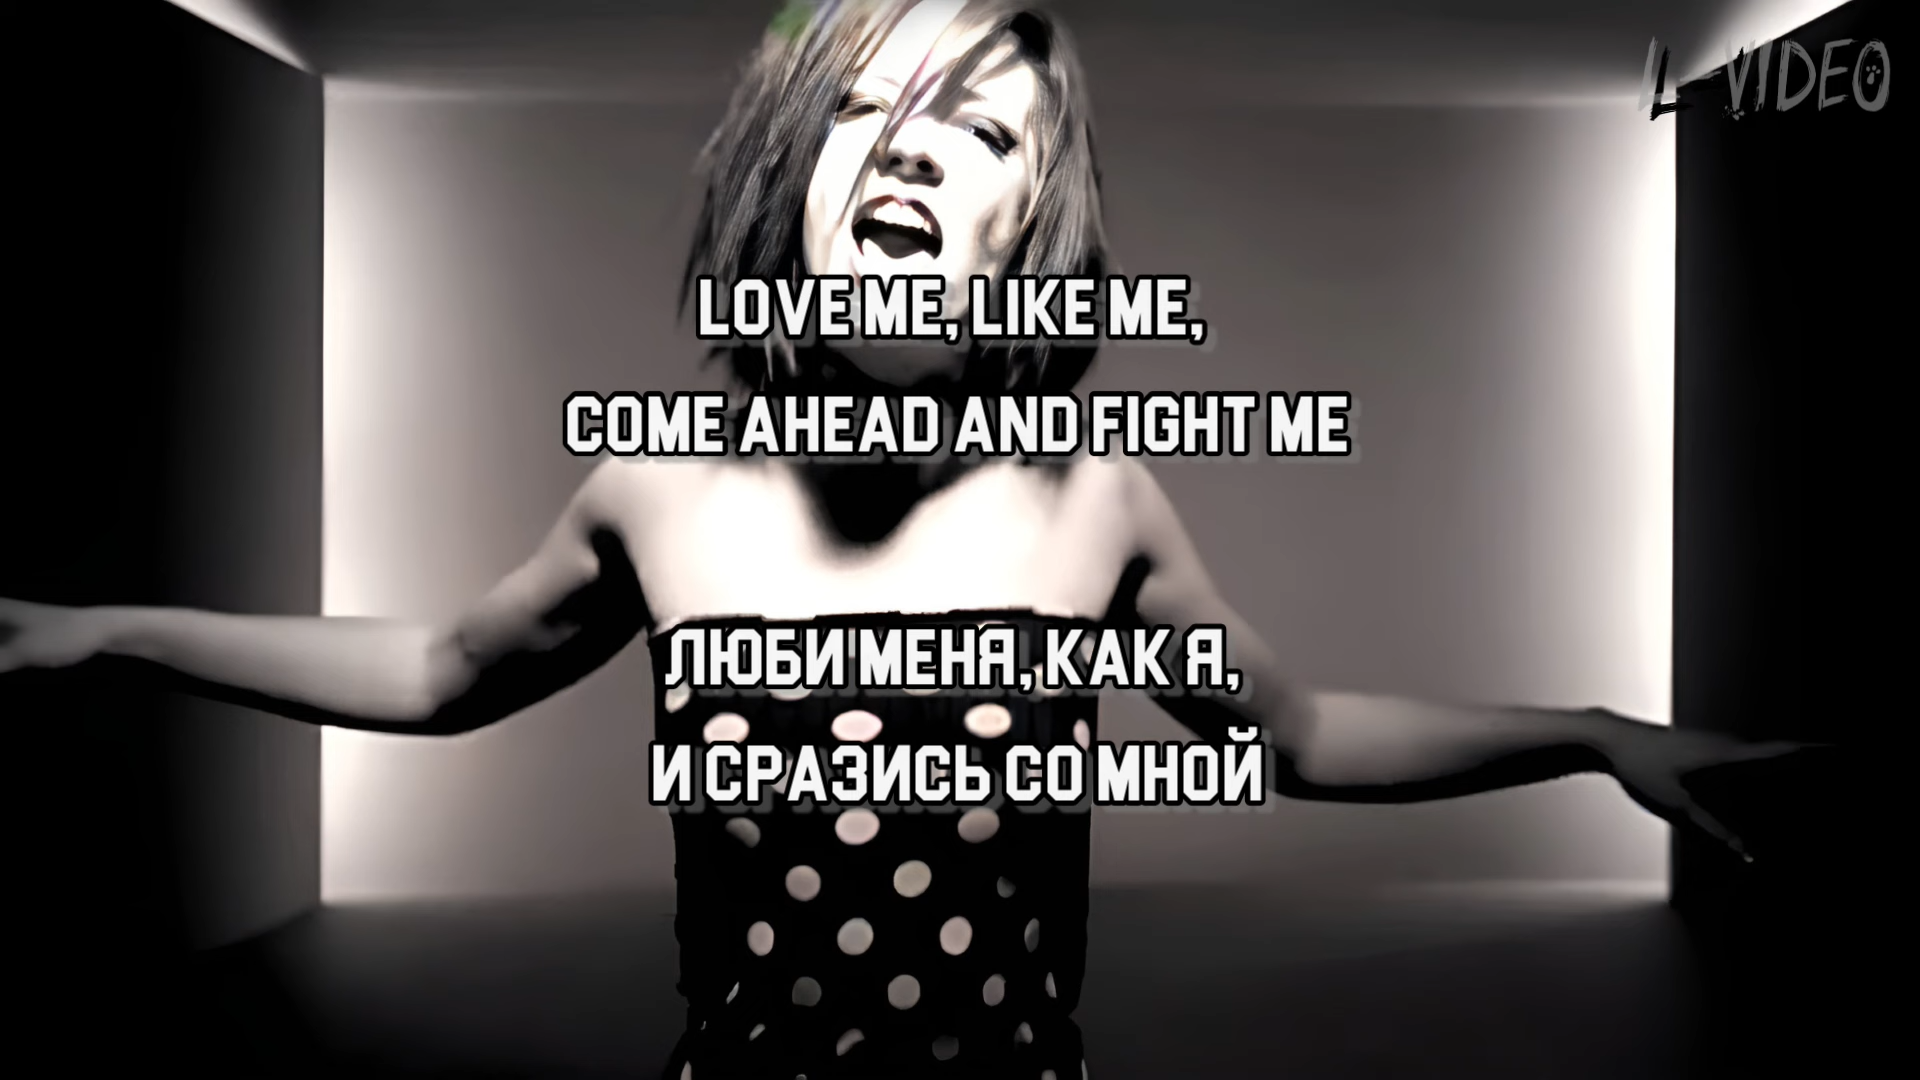 L-VIDEO
LOVE ME, LIKE ME,
COME AHEAD AND FIGHT ME
ЛЮБИ МЕНЯ, КАК Я,
И СРАЗИСЬ СО МНОЙ